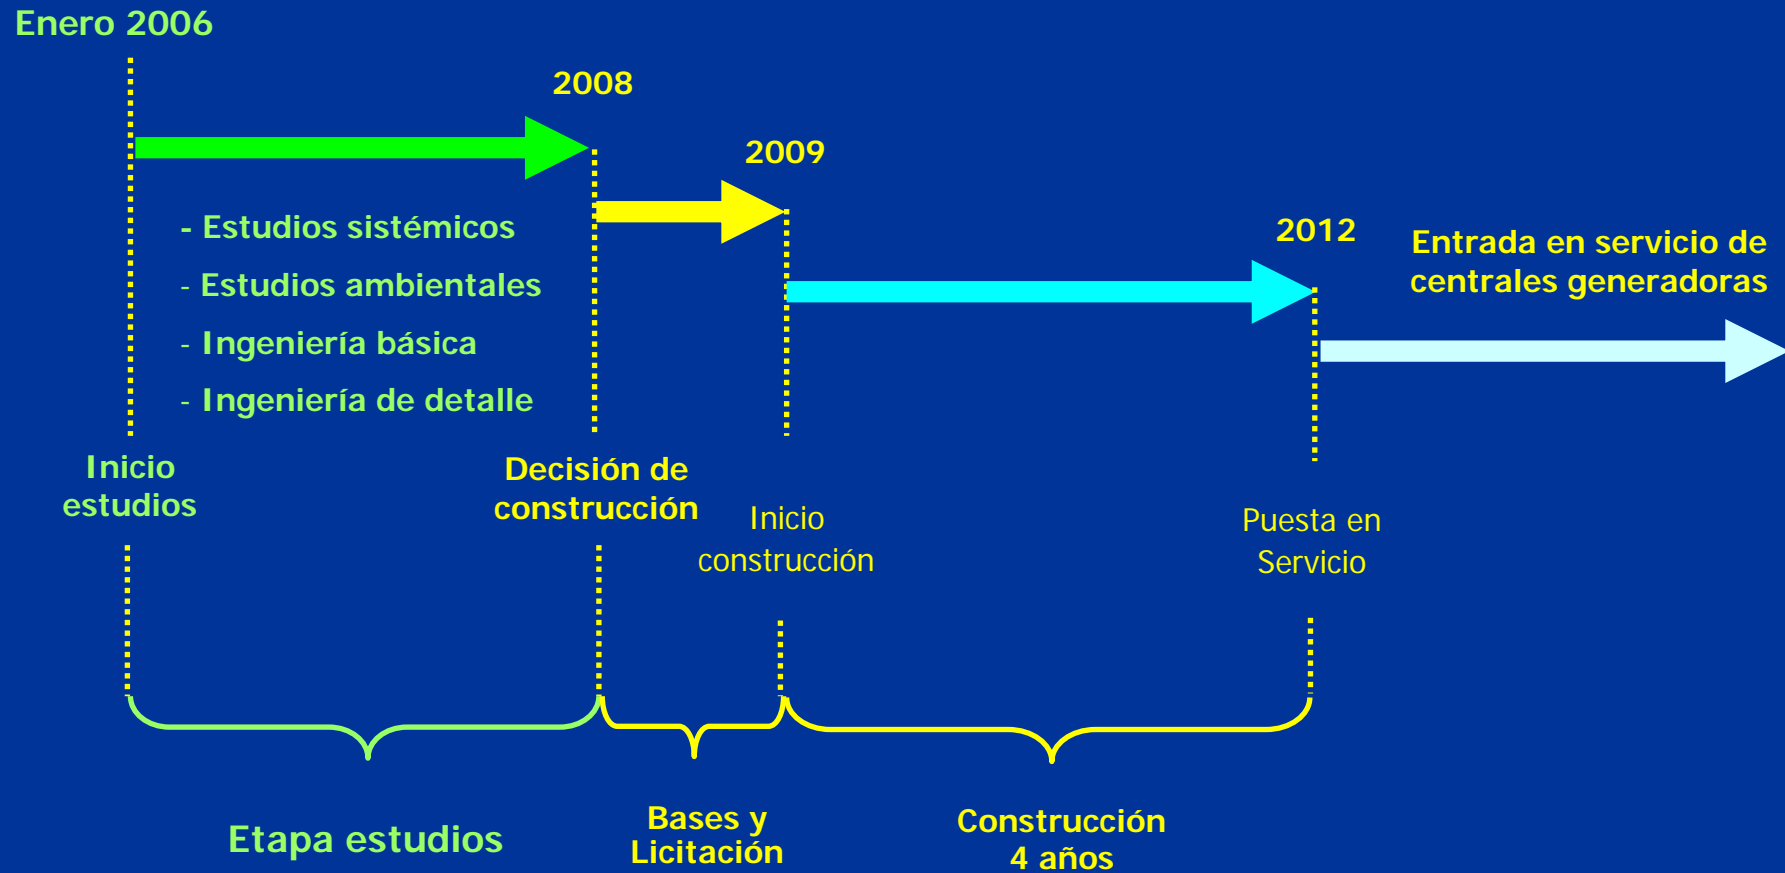 Enero 2006
2008
2009
2012
Entrada en servicio de
centrales generadoras
- Estudios sistémicos
- Estudios ambientales
- Ingeniería básica
- Ingeniería de detalle
Inicio
estudios
Decisión de
construcción
Inicio
construcción
Puesta en
Servicio
Etapa estudios
Bases y
Licitación
Construcción
4 años